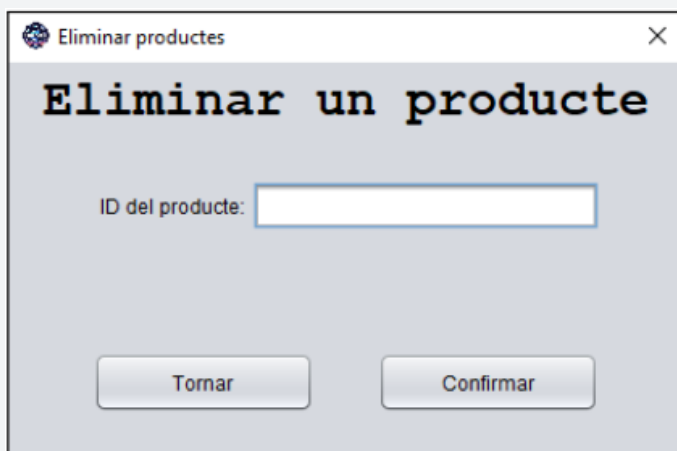 Eliminar productes
Eliminar un producte
ID del producte:
Tornar Confirmar